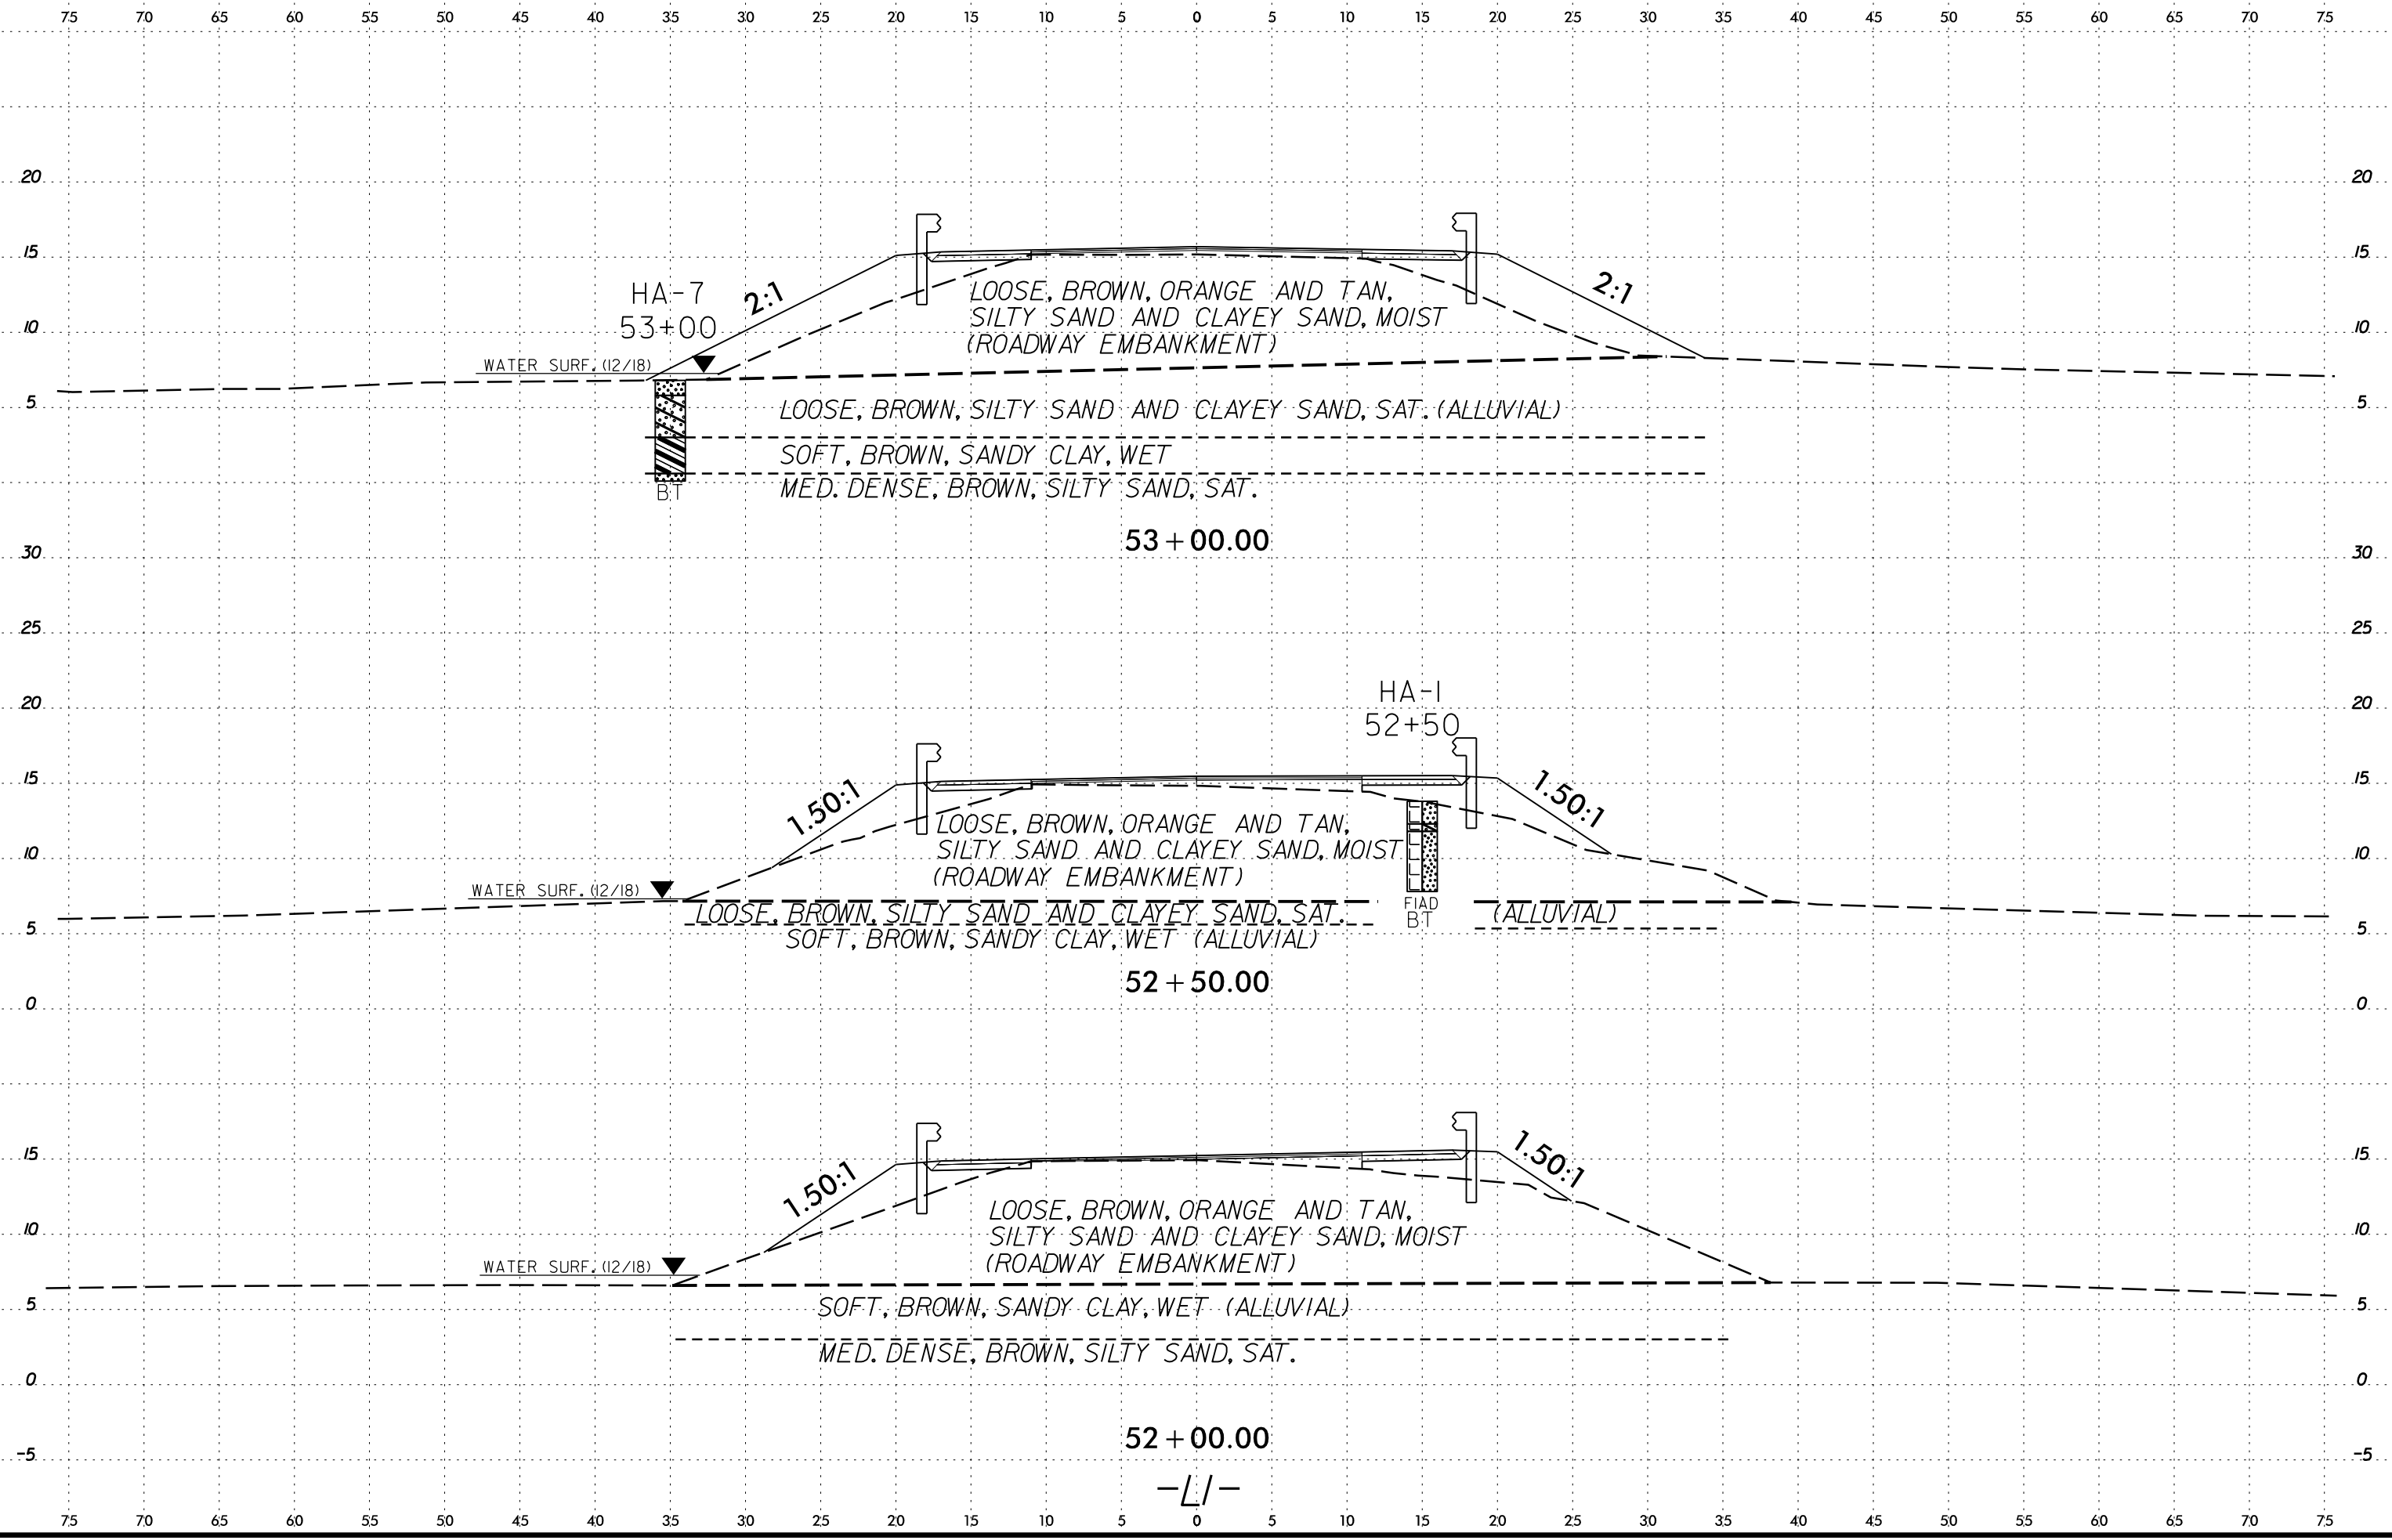 75 70 65 60 55 50 45 40 35 30 25 20 15 10 5 0 5 10 15 20 25 30 35 40 45 50 55 60 65 70 75
20 20
15 15
HA-7
53+00
2:1
2:1
LOOSE, BROWN, ORANGE AND TAN,
SILTY SAND AND CLAYEY SAND, MOIST
(ROADWAY EMBANKMENT)
10 10
WATER SURF. (12/18)
5 5
LOOSE, BROWN, SILTY SAND AND CLAYEY SAND, SAT. (ALLUVIAL)
SOFT, BROWN, SANDY CLAY, WET
MED. DENSE, BROWN, SILTY SAND, SAT.
BT
53+00.00
30 30
25 25
20 20
HA-1
52+50
15 15
1.50:1
1.50:1
LOOSE, BROWN, ORANGE AND TAN,
SILTY SAND AND CLAYEY SAND, MOIST
(ROADWAY EMBANKMENT)
10 10
WATER SURF. (12/18)
FIAD
BT
LOOSE, BROWN, SILTY SAND AND CLAYEY SAND, SAT. (ALLUVIAL)
5 5
SOFT, BROWN, SANDY CLAY, WET (ALLUVIAL)
52+50.00
0 0
15 15
1.50:1
1.50:1
LOOSE, BROWN, ORANGE AND TAN,
SILTY SAND AND CLAYEY SAND, MOIST
(ROADWAY EMBANKMENT)
10 10
WATER SURF. (12/18)
5 5
SOFT, BROWN, SANDY CLAY, WET (ALLUVIAL)
MED. DENSE, BROWN, SILTY SAND, SAT.
0 0
52+00.00
-5 -5
-L1-
75 70 65 60 55 50 45 40 35 30 25 20 15 10 5 0 5 10 15 20 25 30 35 40 45 50 55 60 65 70 75